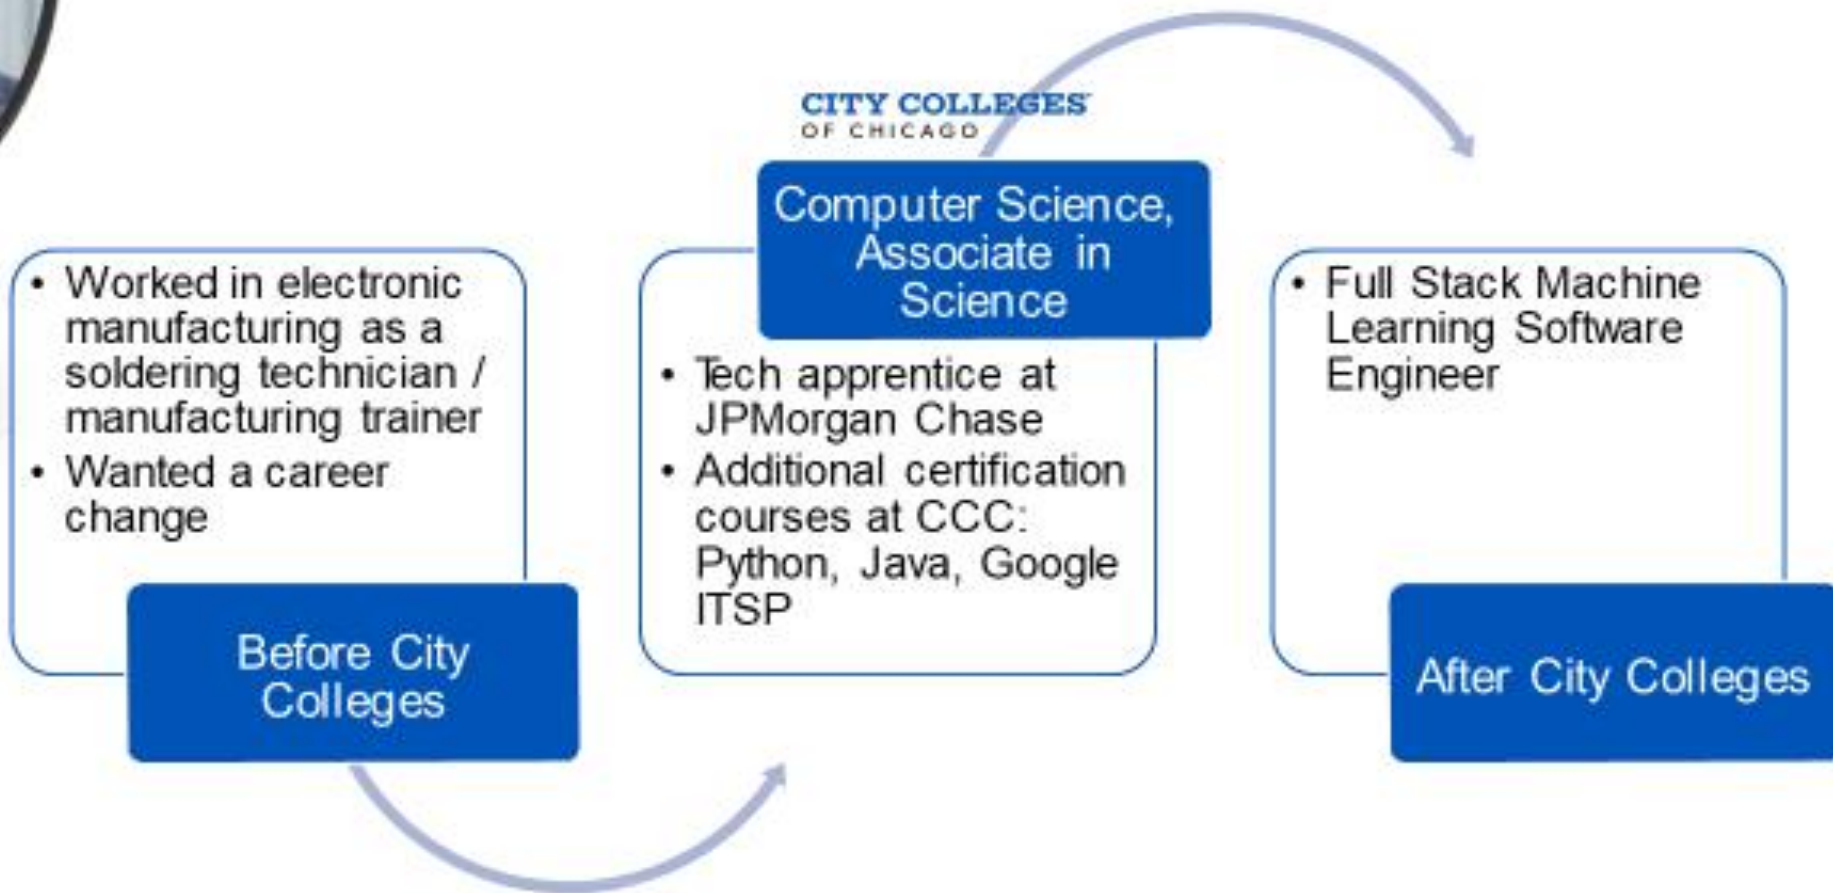 • Worked in electronic
manufacturing as a
soldering technician /
manufacturing trainer
• Wanted a career
change
Before City
Colleges
CITY COLLEGES
OF CHICAGO
Computer Science,
Associate in
Science
• Tech apprentice at
JPMorgan Chase
• Additional certification
courses at CCC:
Python, Java, Google
ITSP
• Full Stack Machine
Learning Software
Engineer
After City Colleges